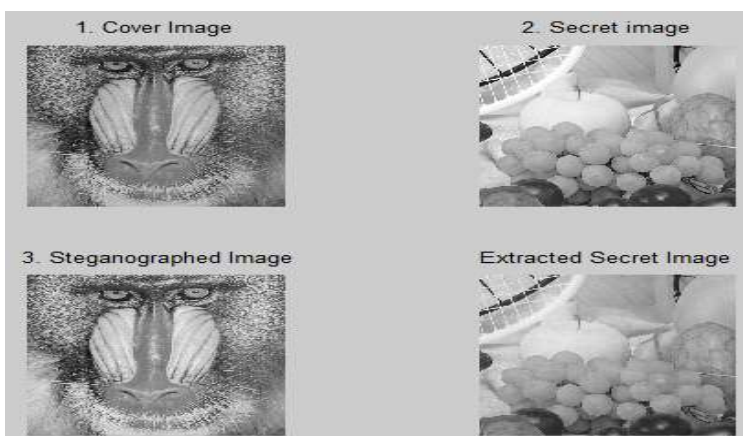 1. Cover Image
2. Secret image
3. Steganographed Image
Extracted Secret Image